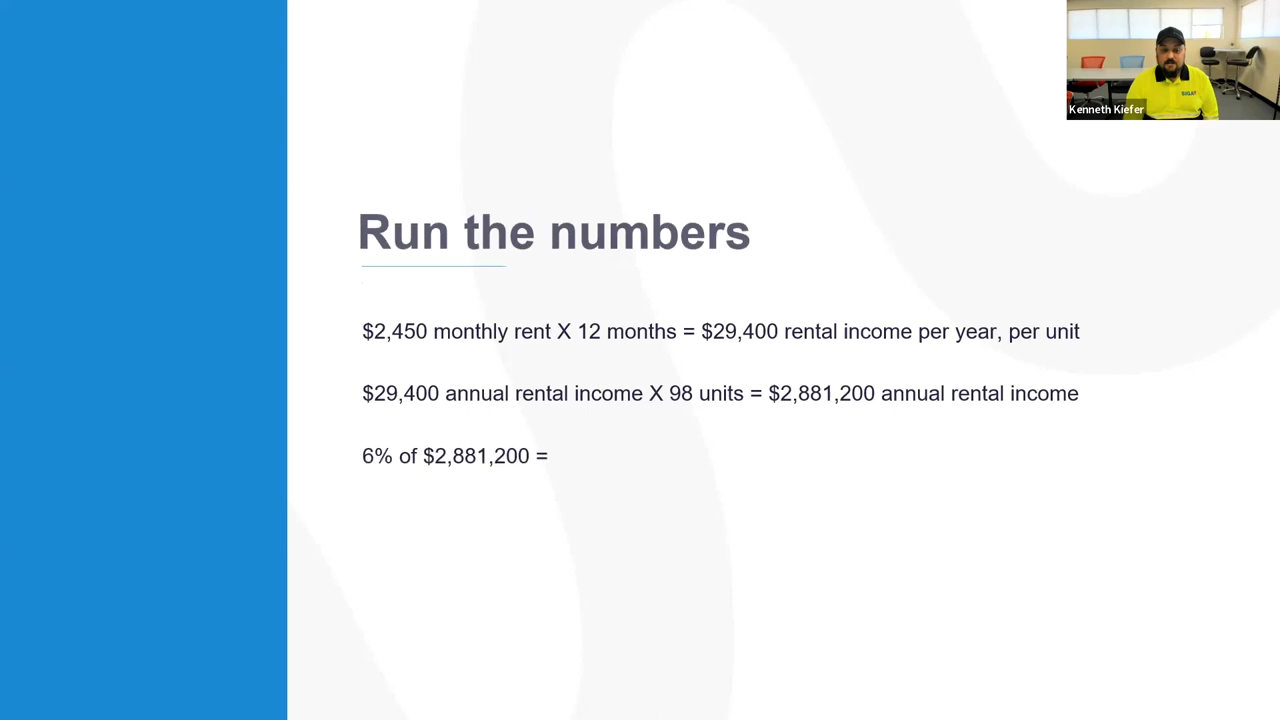 Kenneth Kiefer
Run the numbers
$2,450 monthly rent X 12 months = $29,400 rental income per year, per unit
$29,400 annual rental income X 98 units = $2,881,200 annual rental income
6% of $2,881,200 =